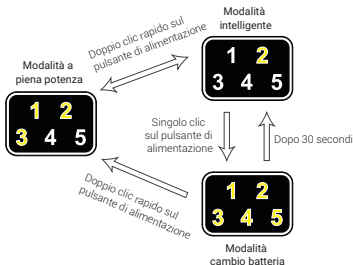 Modalità
intelligente
1 2
3 4 5
Doppio clic rapido sul
pulsante di alimentazione
Modalità a
piena potenza
1 2
3 4 5
Singolo clic
sul pulsante di
alimentazione
Dopo 30 secondi
Doppio clic rapido sul
pulsante di alimentazione
1 2
3 4 5
Modalità
cambio batteria